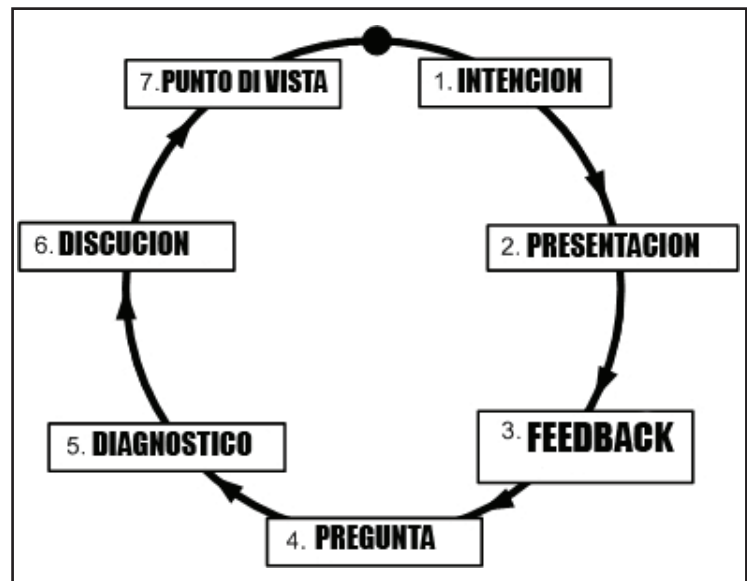 1. INTENCION
2. PRESENTACION
3. FEEDBACK
4. PREGUNTA
5. DIAGNOSTICO
6. DISCUCION
7. PUNTO DI VISTA